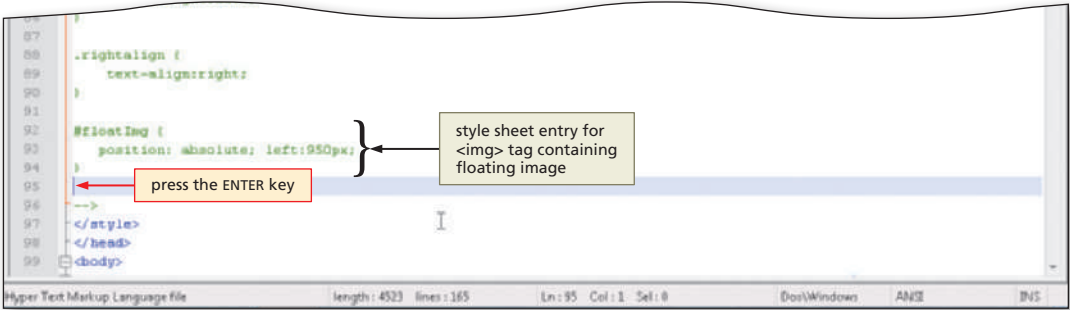 86 }
87
88 .rightalign {
89 text-align:right;
90 }
91
92 #floatImg {
93 position: absolute; left:950px;
94 }
95
96 -->
97 </style>
98 </head>
99 <body>
style sheet entry for
<img> tag containing
floating image
press the ENTER key
Hyper Text Markup Language file length : 4523 lines : 165 Ln : 95 Col : 1 Sel : 0 Dos\Windows ANSI INS